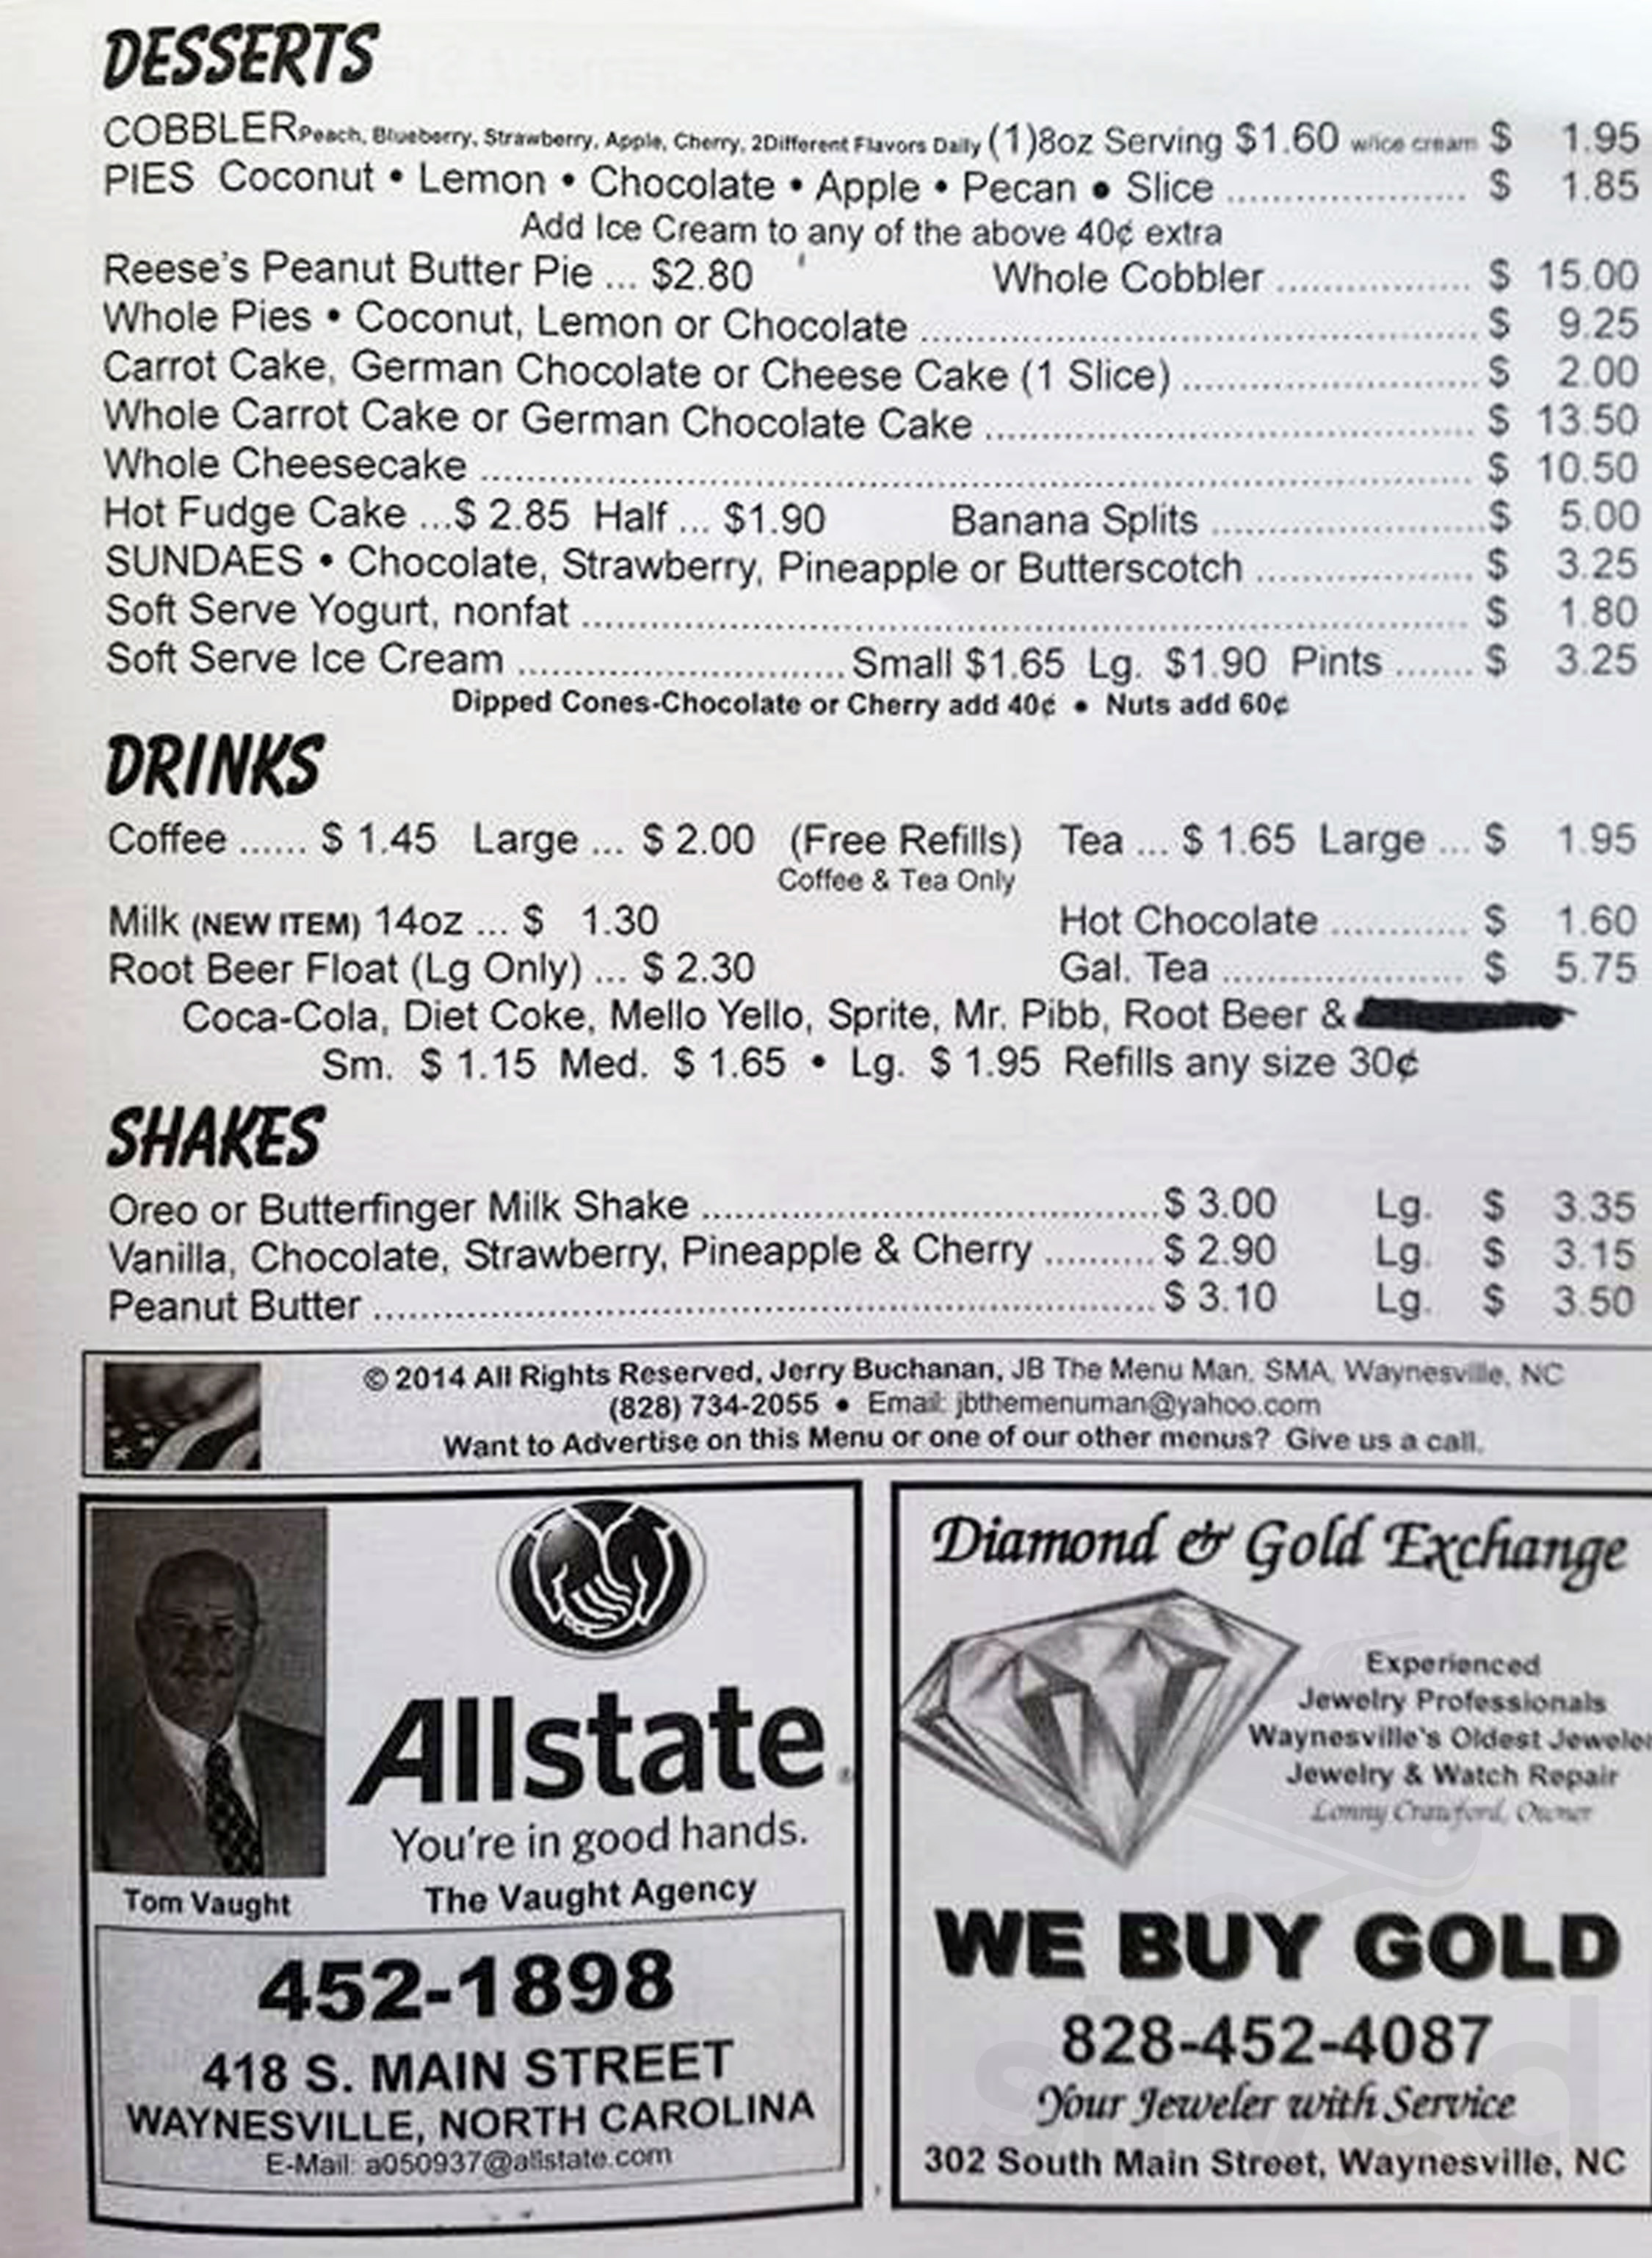 DESSERTS
COBBLER Peach, Blueberry, Strawberry, Apple, Cherry, 2Different Flavors Daily (1)8oz Serving $1.60 w/ice cream $ 1.95
PIES Coconut • Lemon • Chocolate • Apple • Pecan • Slice .................... $ 1.85
Add Ice Cream to any of the above 40¢ extra
Reese's Peanut Butter Pie ... $2.80 Whole Cobbler ................. $ 15.00
Whole Pies • Coconut, Lemon or Chocolate ................................................ $ 9.25
Carrot Cake, German Chocolate or Cheese Cake (1 Slice) ......................... $ 2.00
Whole Carrot Cake or German Chocolate Cake .......................................... $ 13.50
Whole Cheesecake ..................................................................................... $ 10.50
Hot Fudge Cake ...$ 2.85 Half ... $1.90 Banana Splits .......................$ 5.00
SUNDAES • Chocolate, Strawberry, Pineapple or Butterscotch ................... $ 3.25
Soft Serve Yogurt, nonfat ........................................................................... $ 1.80
Soft Serve Ice Cream ............................Small $1.65 Lg. $1.90 Pints ....... $ 3.25
Dipped Cones-Chocolate or Cherry add 40¢ • Nuts add 60¢
DRINKS
Coffee ...... $ 1.45 Large ... $ 2.00 (Free Refills) Tea ... $ 1.65 Large ... $ 1.95
Coffee & Tea Only
Milk (NEW ITEM) 14oz ... $ 1.30 Hot Chocolate ............ $ 1.60
Root Beer Float (Lg Only) ... $ 2.30 Gal. Tea ..................... $ 5.75
Coca-Cola, Diet Coke, Mello Yello, Sprite, Mr. Pibb, Root Beer &
Sm. $ 1.15 Med. $ 1.65 • Lg. $ 1.95 Refills any size 30¢
SHAKES
Oreo or Butterfinger Milk Shake .......................................$ 3.00 Lg. $ 3.35
Vanilla, Chocolate, Strawberry, Pineapple & Cherry .......... $ 2.90 Lg. $ 3.15
Peanut Butter .................................................................... $ 3.10 Lg. $ 3.50
© 2014 All Rights Reserved, Jerry Buchanan, JB The Menu Man, SMA, Waynesville, NC
(828) 734-2055 • Email: jbthemenuman@yahoo.com
Want to Advertise on this Menu or one of our other menus? Give us a call.
Allstate
You're in good hands.
Tom Vaught
The Vaught Agency
452-1898
418 S. MAIN STREET
WAYNESVILLE, NORTH CAROLINA
E-Mail: a050937@allstate.com
Diamond & Gold Exchange
Experienced
Jewelry Professionals
Waynesville's Oldest Jeweler
Jewelry & Watch Repair
Lonny Crawford, Owner
WE BUY GOLD
828-452-4087
Your Jeweler with Service
302 South Main Street, Waynesville, NC
sirved